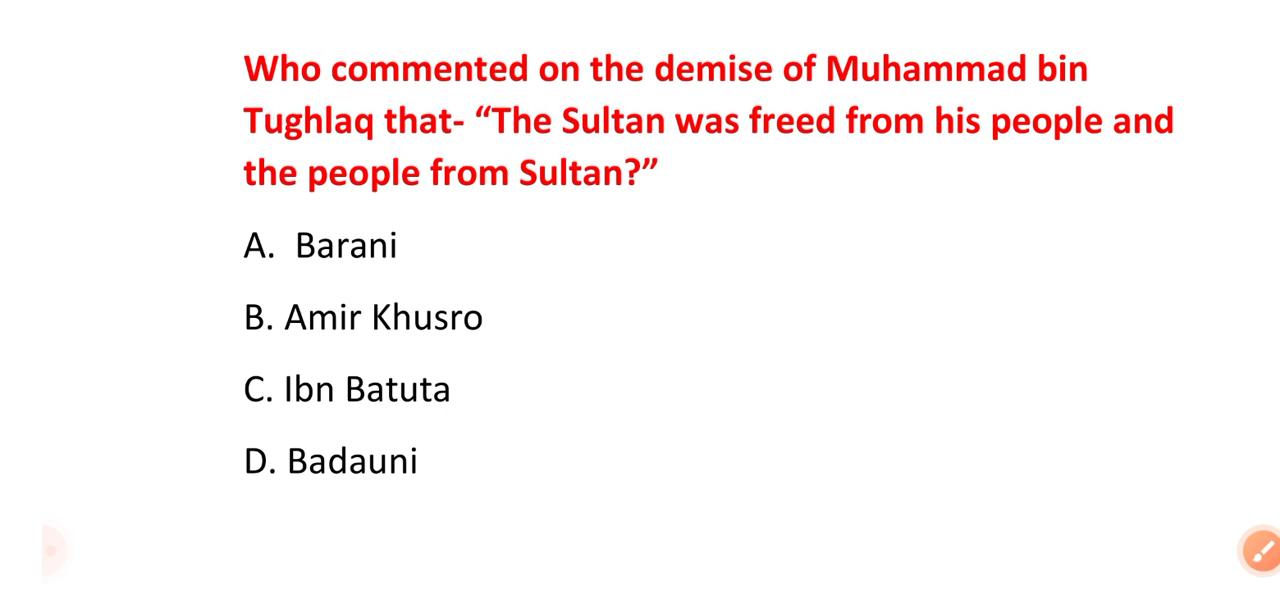 Who commented on the demise of Muhammad bin
Tughlaq that- “The Sultan was freed from his people and
the people from Sultan?”
A.  Barani
B. Amir Khusro
C. Ibn Batuta
D. Badauni